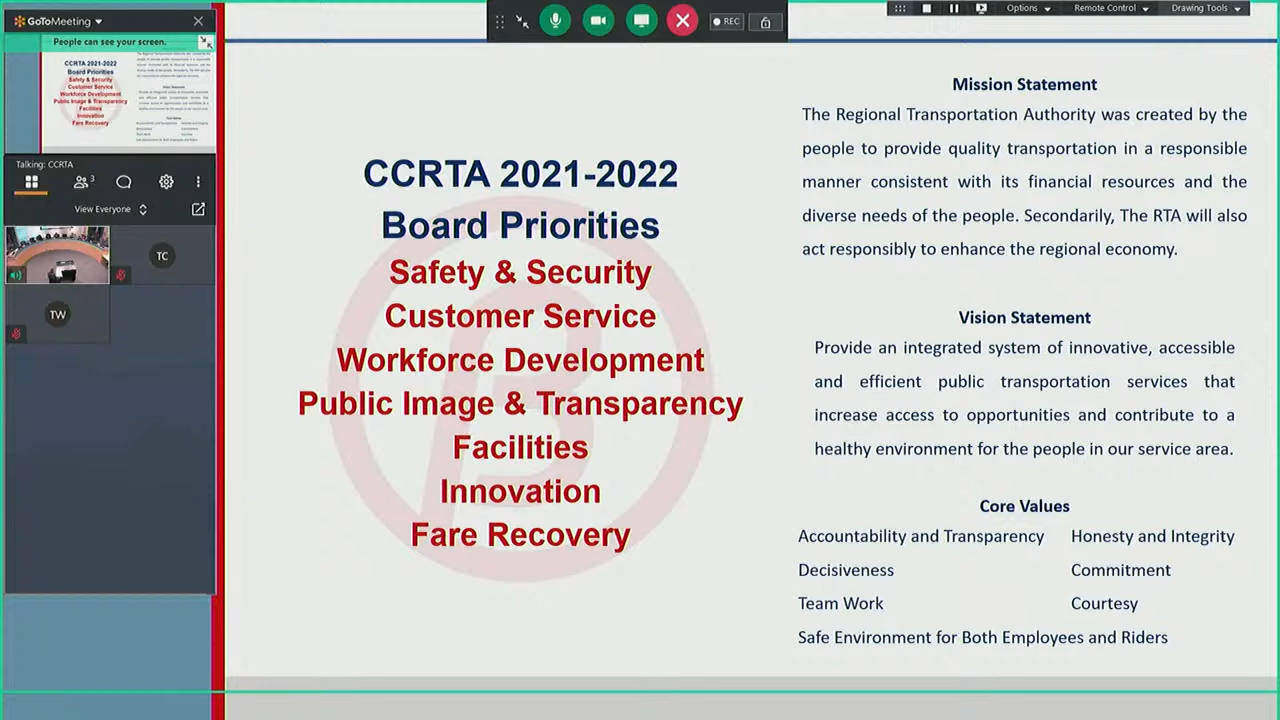 GoToMeeting
People can see your screen.
CCRTA 2021-2022
Board Priorities
Safety & Security
Customer Service
Workforce Development
Public Image & Transparency
Facilities
Innovation
Fare Recovery
Talking: CCRTA
3
View Everyone
TC
TW
REC
Options
Remote Control
Drawing Tools
CCRTA 2021-2022
Board Priorities
Safety & Security
Customer Service
Workforce Development
Public Image & Transparency
Facilities
Innovation
Fare Recovery
Mission Statement
The Regional Transportation Authority was created by the
people to provide quality transportation in a responsible
manner consistent with its financial resources and the
diverse needs of the people. Secondarily, The RTA will also
act responsibly to enhance the regional economy.
Vision Statement
Provide an integrated system of innovative, accessible
and efficient public transportation services that
increase access to opportunities and contribute to a
healthy environment for the people in our service area.
Core Values
Accountability and Transparency Honesty and Integrity
Decisiveness Commitment
Team Work Courtesy
Safe Environment for Both Employees and Riders